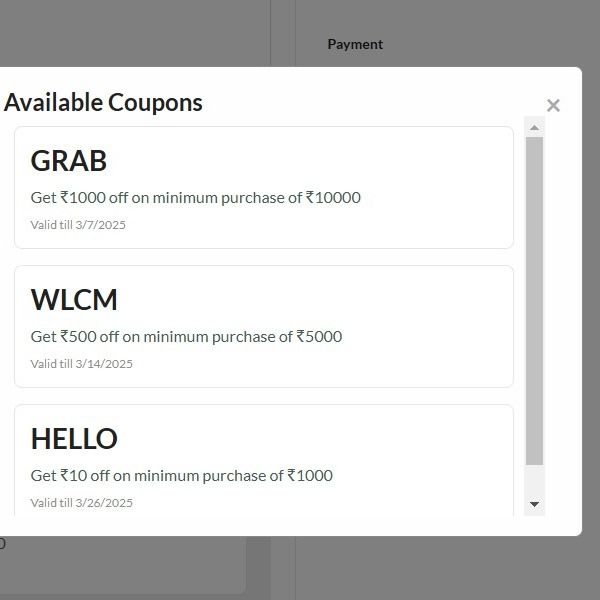 Payment
Available Coupons
×
GRAB
Get ₹1000 off on minimum purchase of ₹10000
Valid till 3/7/2025
WLCM
Get ₹500 off on minimum purchase of ₹5000
Valid till 3/14/2025
HELLO
Get ₹10 off on minimum purchase of ₹1000
Valid till 3/26/2025